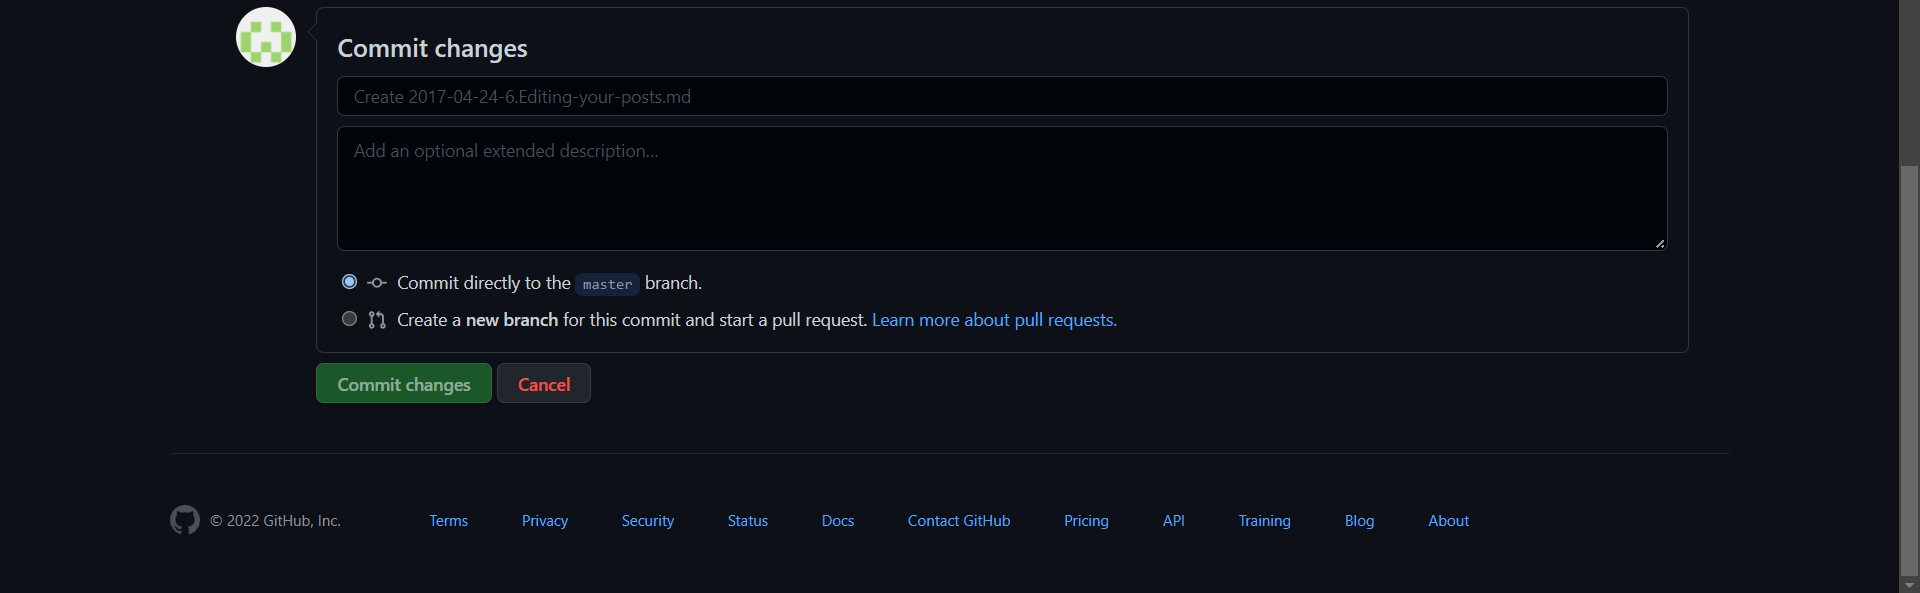 Commit changes
Create 2017-04-24-6.Editing-your-posts.md
Add an optional extended description...
Commit directly to the master branch.
Create a new branch for this commit and start a pull request. Learn more about pull requests.
Commit changes Cancel
© 2022 GitHub, Inc. Terms Privacy Security Status Docs Contact GitHub Pricing API Training Blog About